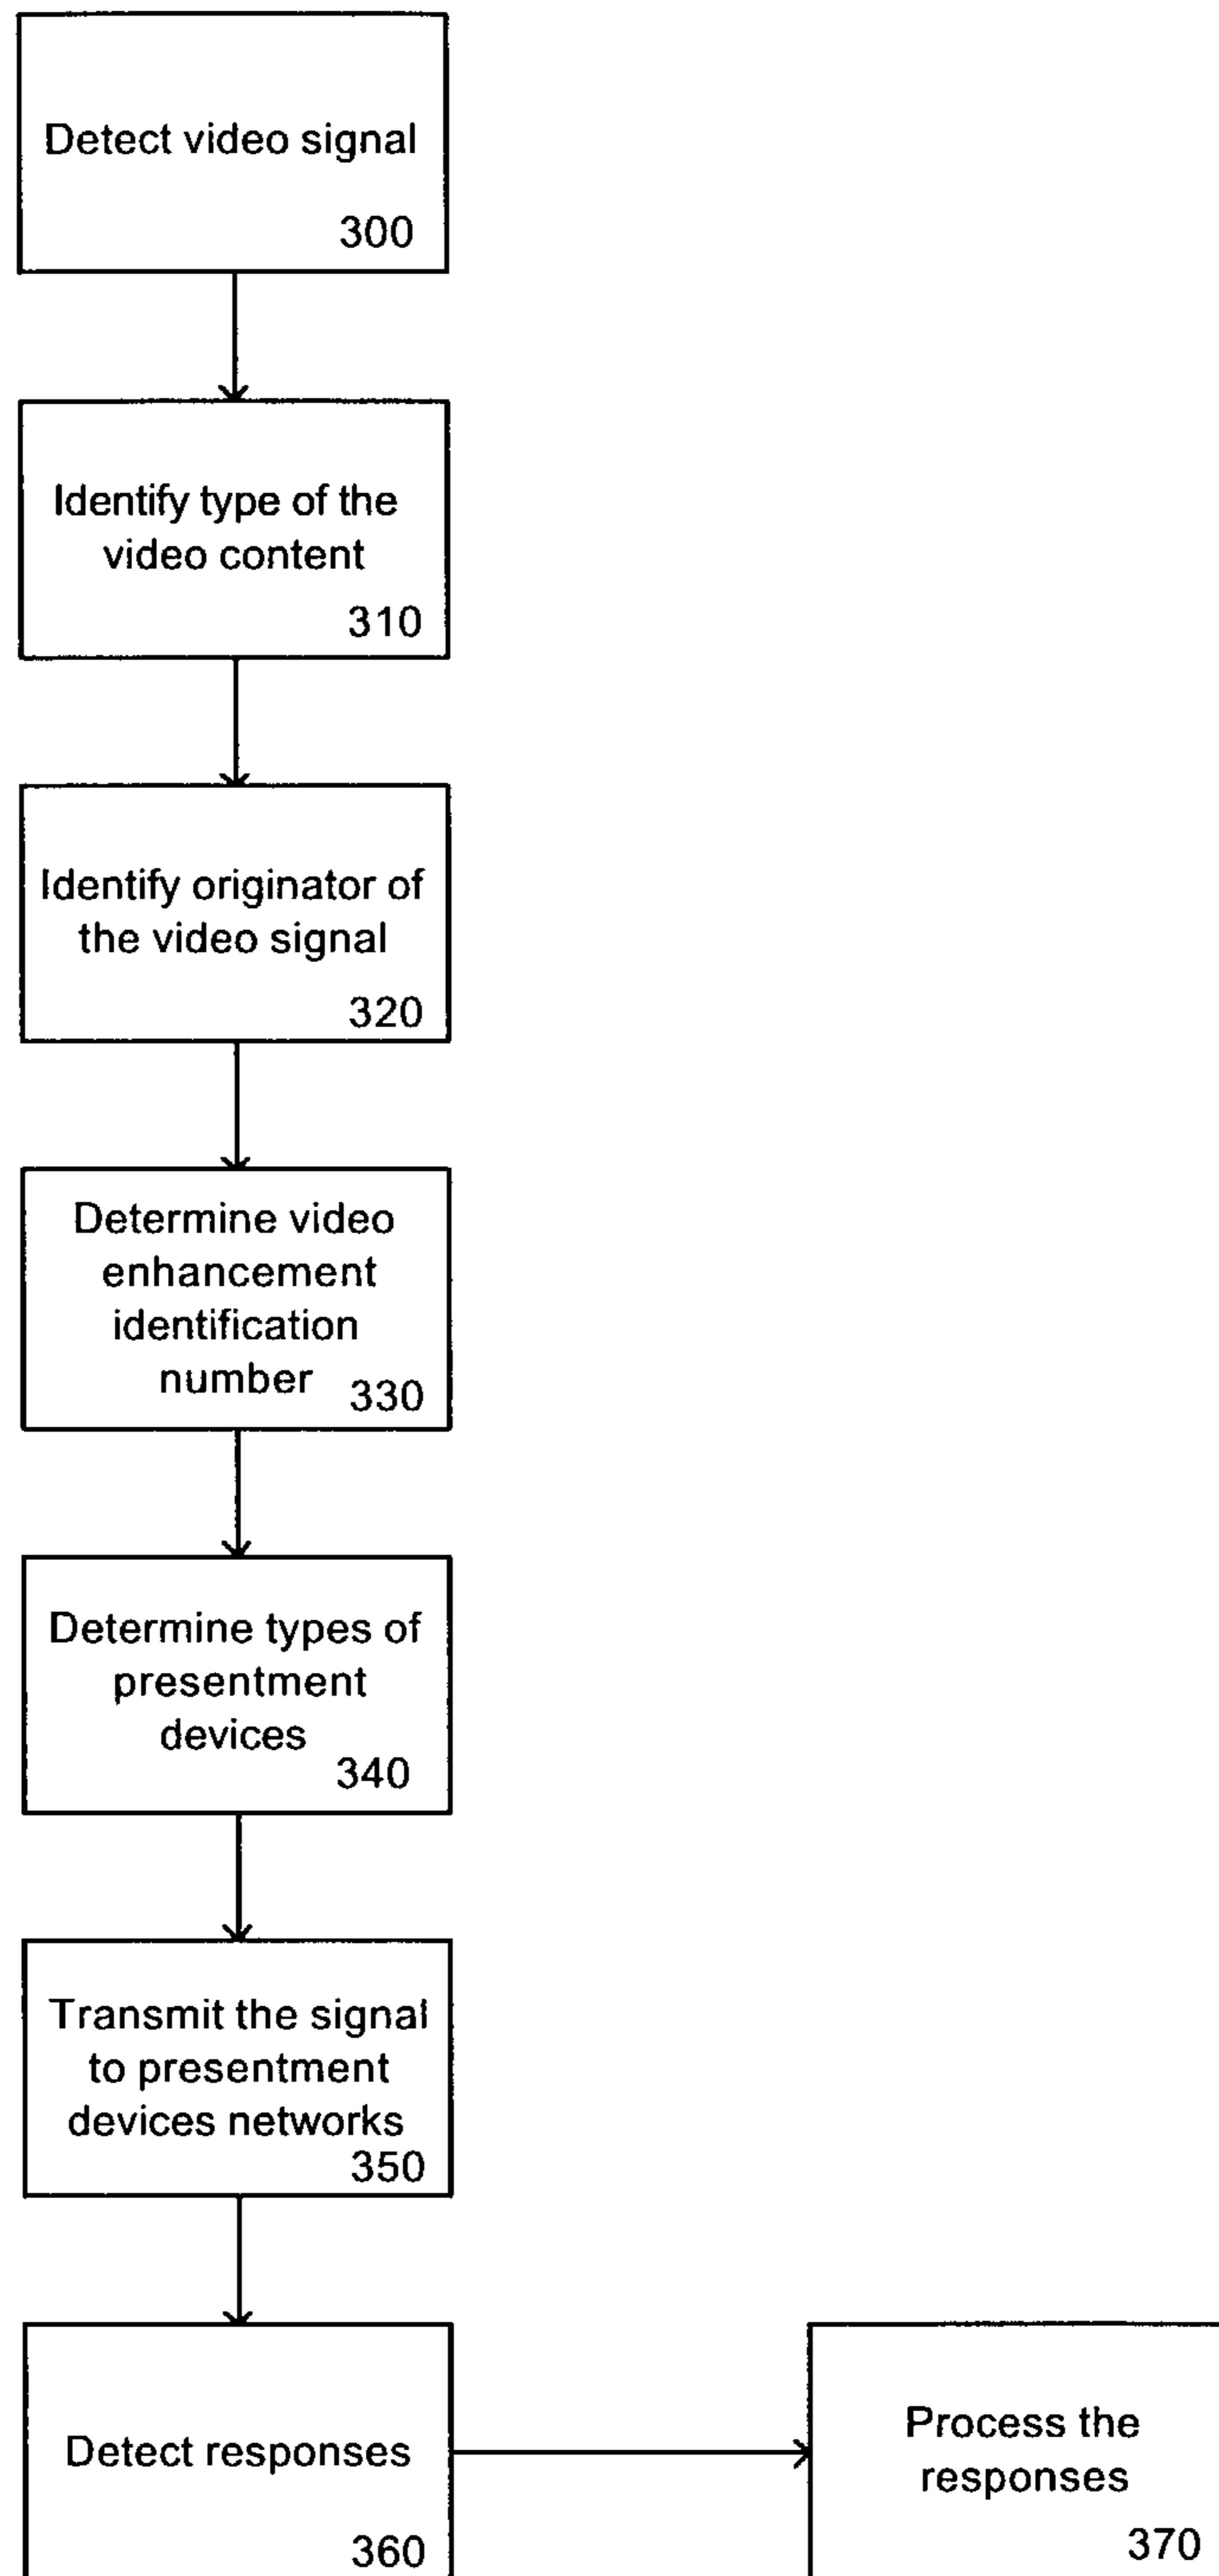 Detect video signal
300
Identify type of the
video content
310
Identify originator of
the video signal
320
Determine video
enhancement
identification
number 330
Determine types of
presentment
devices
340
Transmit the signal
to presentment
devices networks
350
Detect responses
360
Process the
responses
370